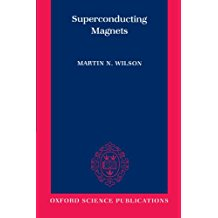 Superconducting
Magnets
MARTIN N. WILSON
OXFORD SCIENCE PUBLICATIONS